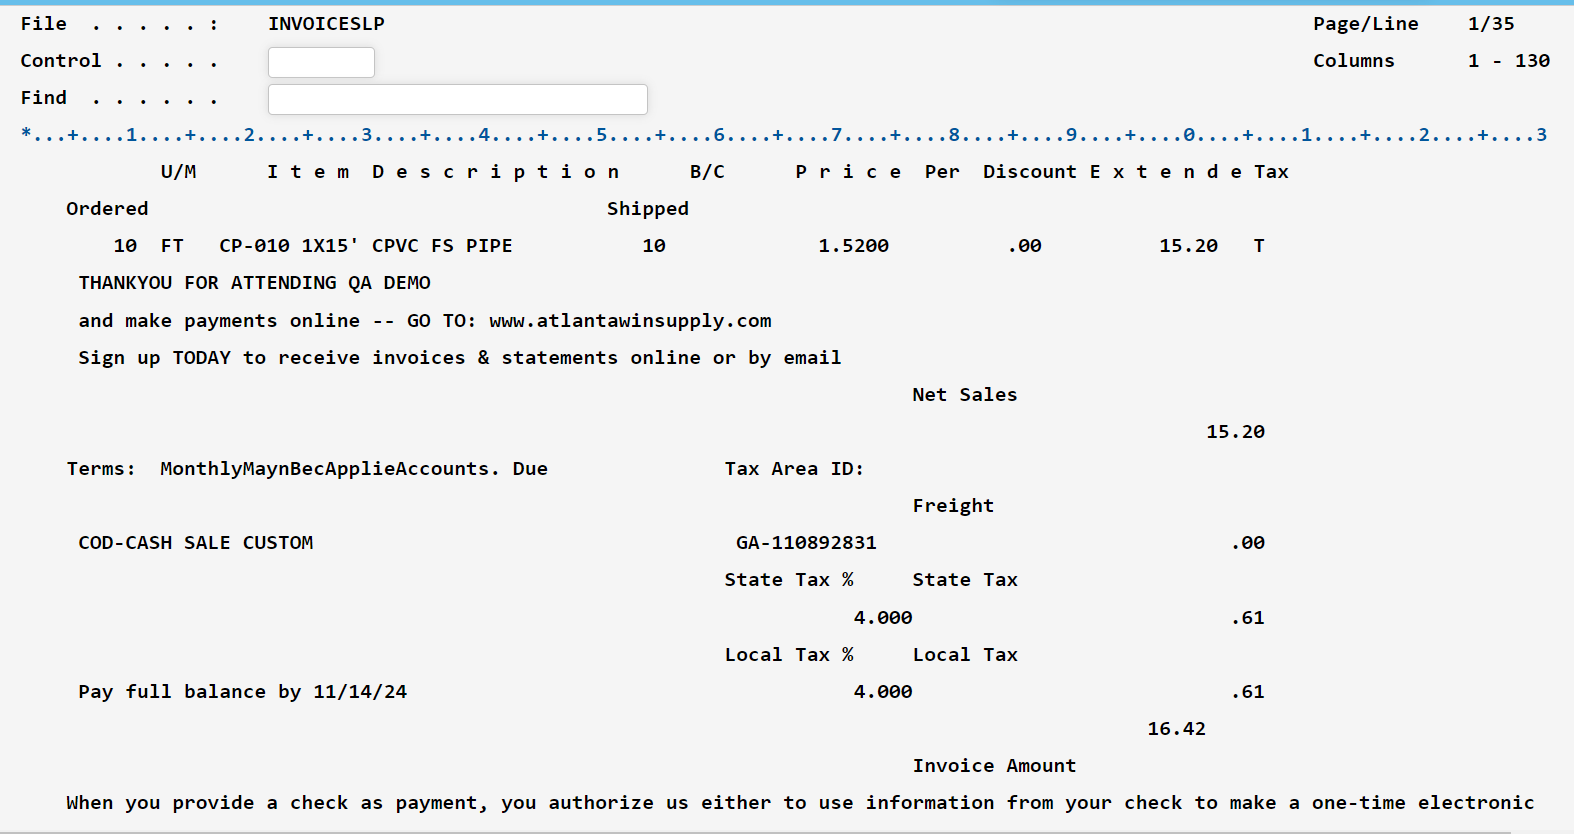 File  . . . . . :    INVOICESLP    Page/Line    1/35
Control . . . . .    Columns    1 - 130
Find  . . . . . .
*...+....1....+....2....+....3....+....4....+....5....+....6....+....7....+....8....+....9....+....0....+....1....+....2....+....3
U/M      I t e m  D e s c r i p t i o n      B/C      P r i c e  Per  Discount E x t e n d e Tax
Ordered    Shipped
10  FT   CP-010 1X15' CPVC FS PIPE    10    1.5200    .00    15.20   T
THANKYOU FOR ATTENDING QA DEMO
and make payments online -- GO TO: www.atlantawinsupply.com
Sign up TODAY to receive invoices & statements online or by email
Net Sales
15.20
Terms:  MonthlyMaynBecApplieAccounts. Due    Tax Area ID:
Freight
COD-CASH SALE CUSTOM    GA-110892831    .00
State Tax %     State Tax
4.000    .61
Local Tax %     Local Tax
Pay full balance by 11/14/24    4.000    .61
16.42
Invoice Amount
When you provide a check as payment, you authorize us either to use information from your check to make a one-time electronic